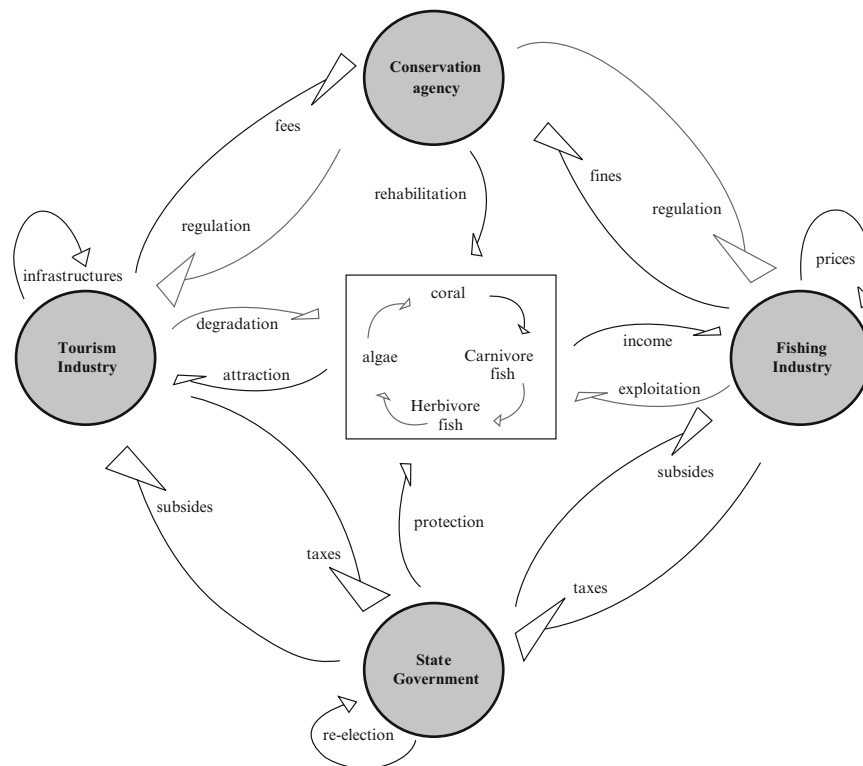 Conservation
agency
fees
fines
rehabilitation
regulation
regulation
infrastructures
prices
coral
degradation
income
Tourism
Industry
algae
Carnivore
fish
Fishing
Industry
attraction
exploitation
Herbivore
fish
subsides
subsides
protection
taxes
taxes
State
Government
re-election